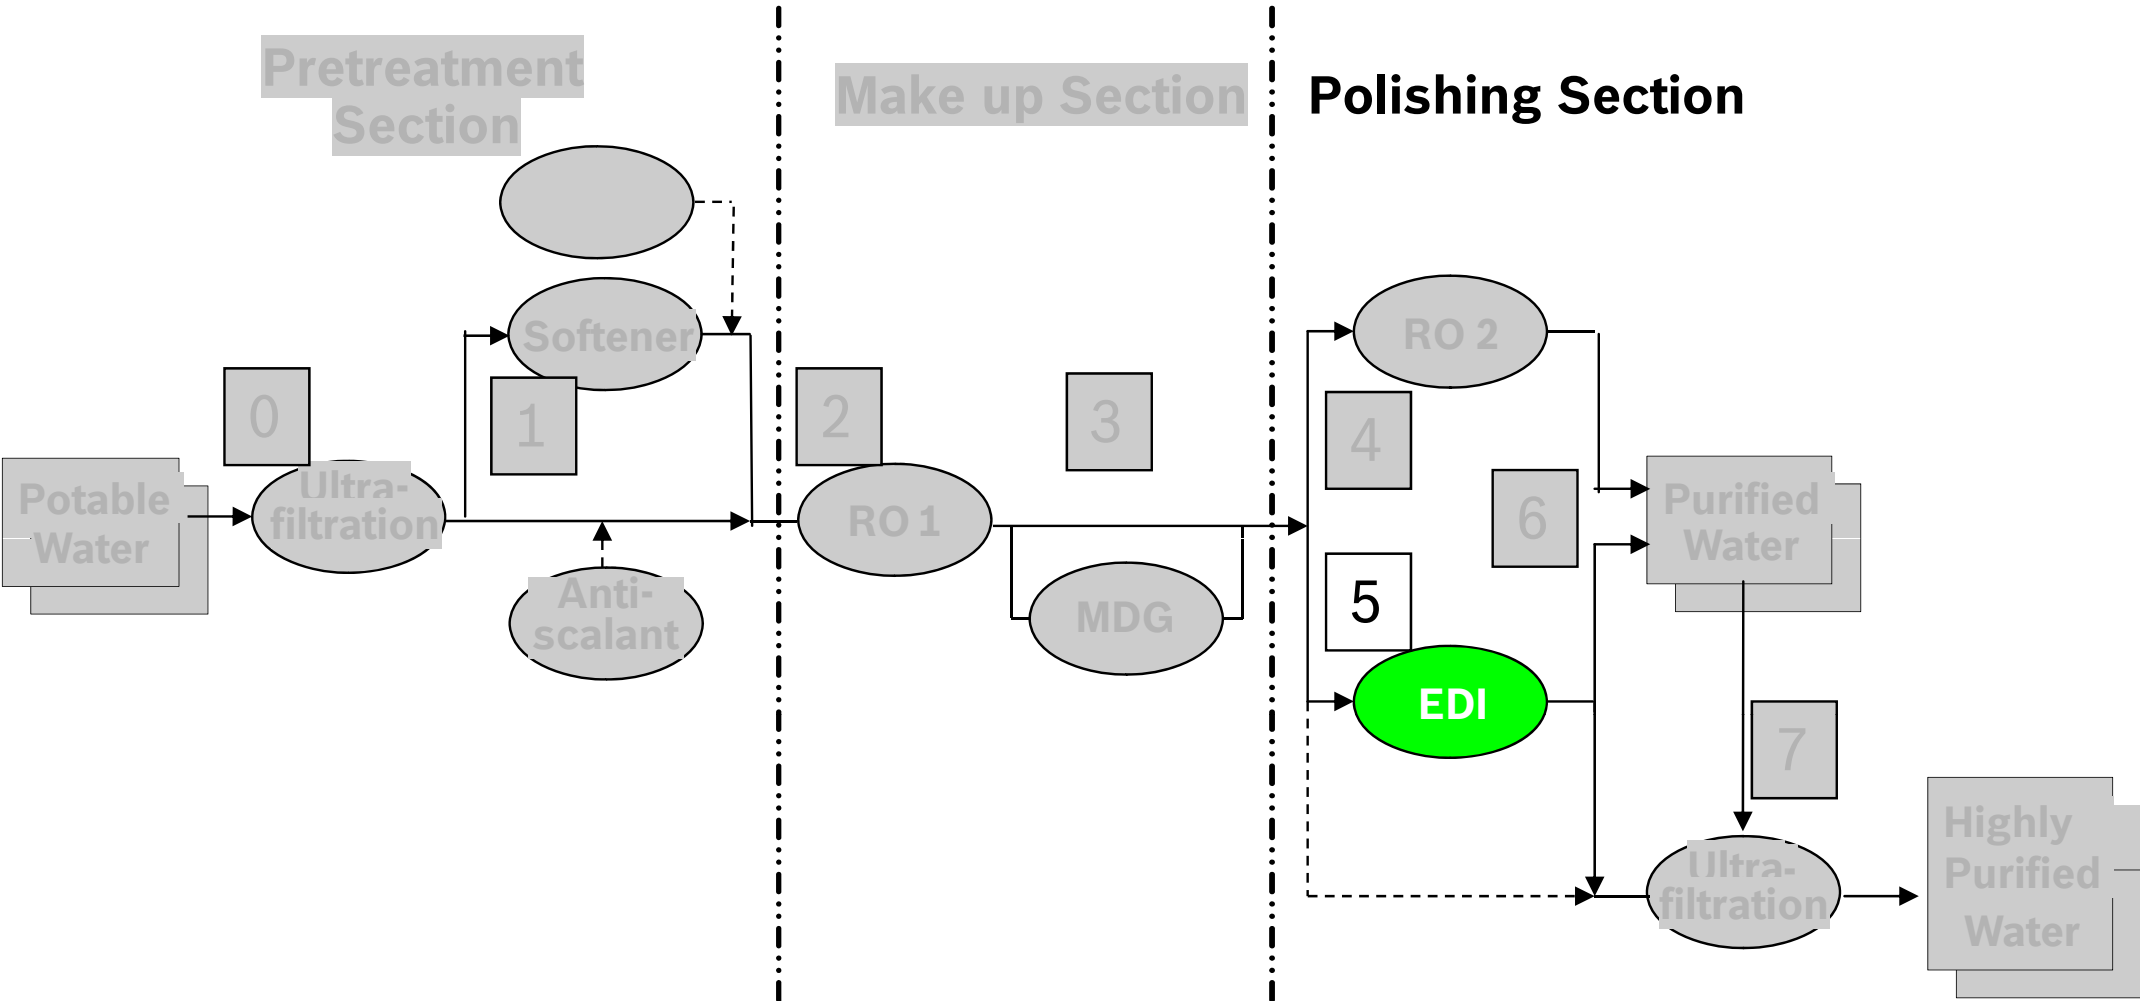 Pretreatment
Section
Make up Section
Polishing Section
Softener
RO 2
0
1
2
3
4
Potable
Water
Ultra-
filtration
RO 1
6
Purified
Water
Anti-
scalant
MDG
5
EDI
7
Ultra-
filtration
Highly
Purified
Water